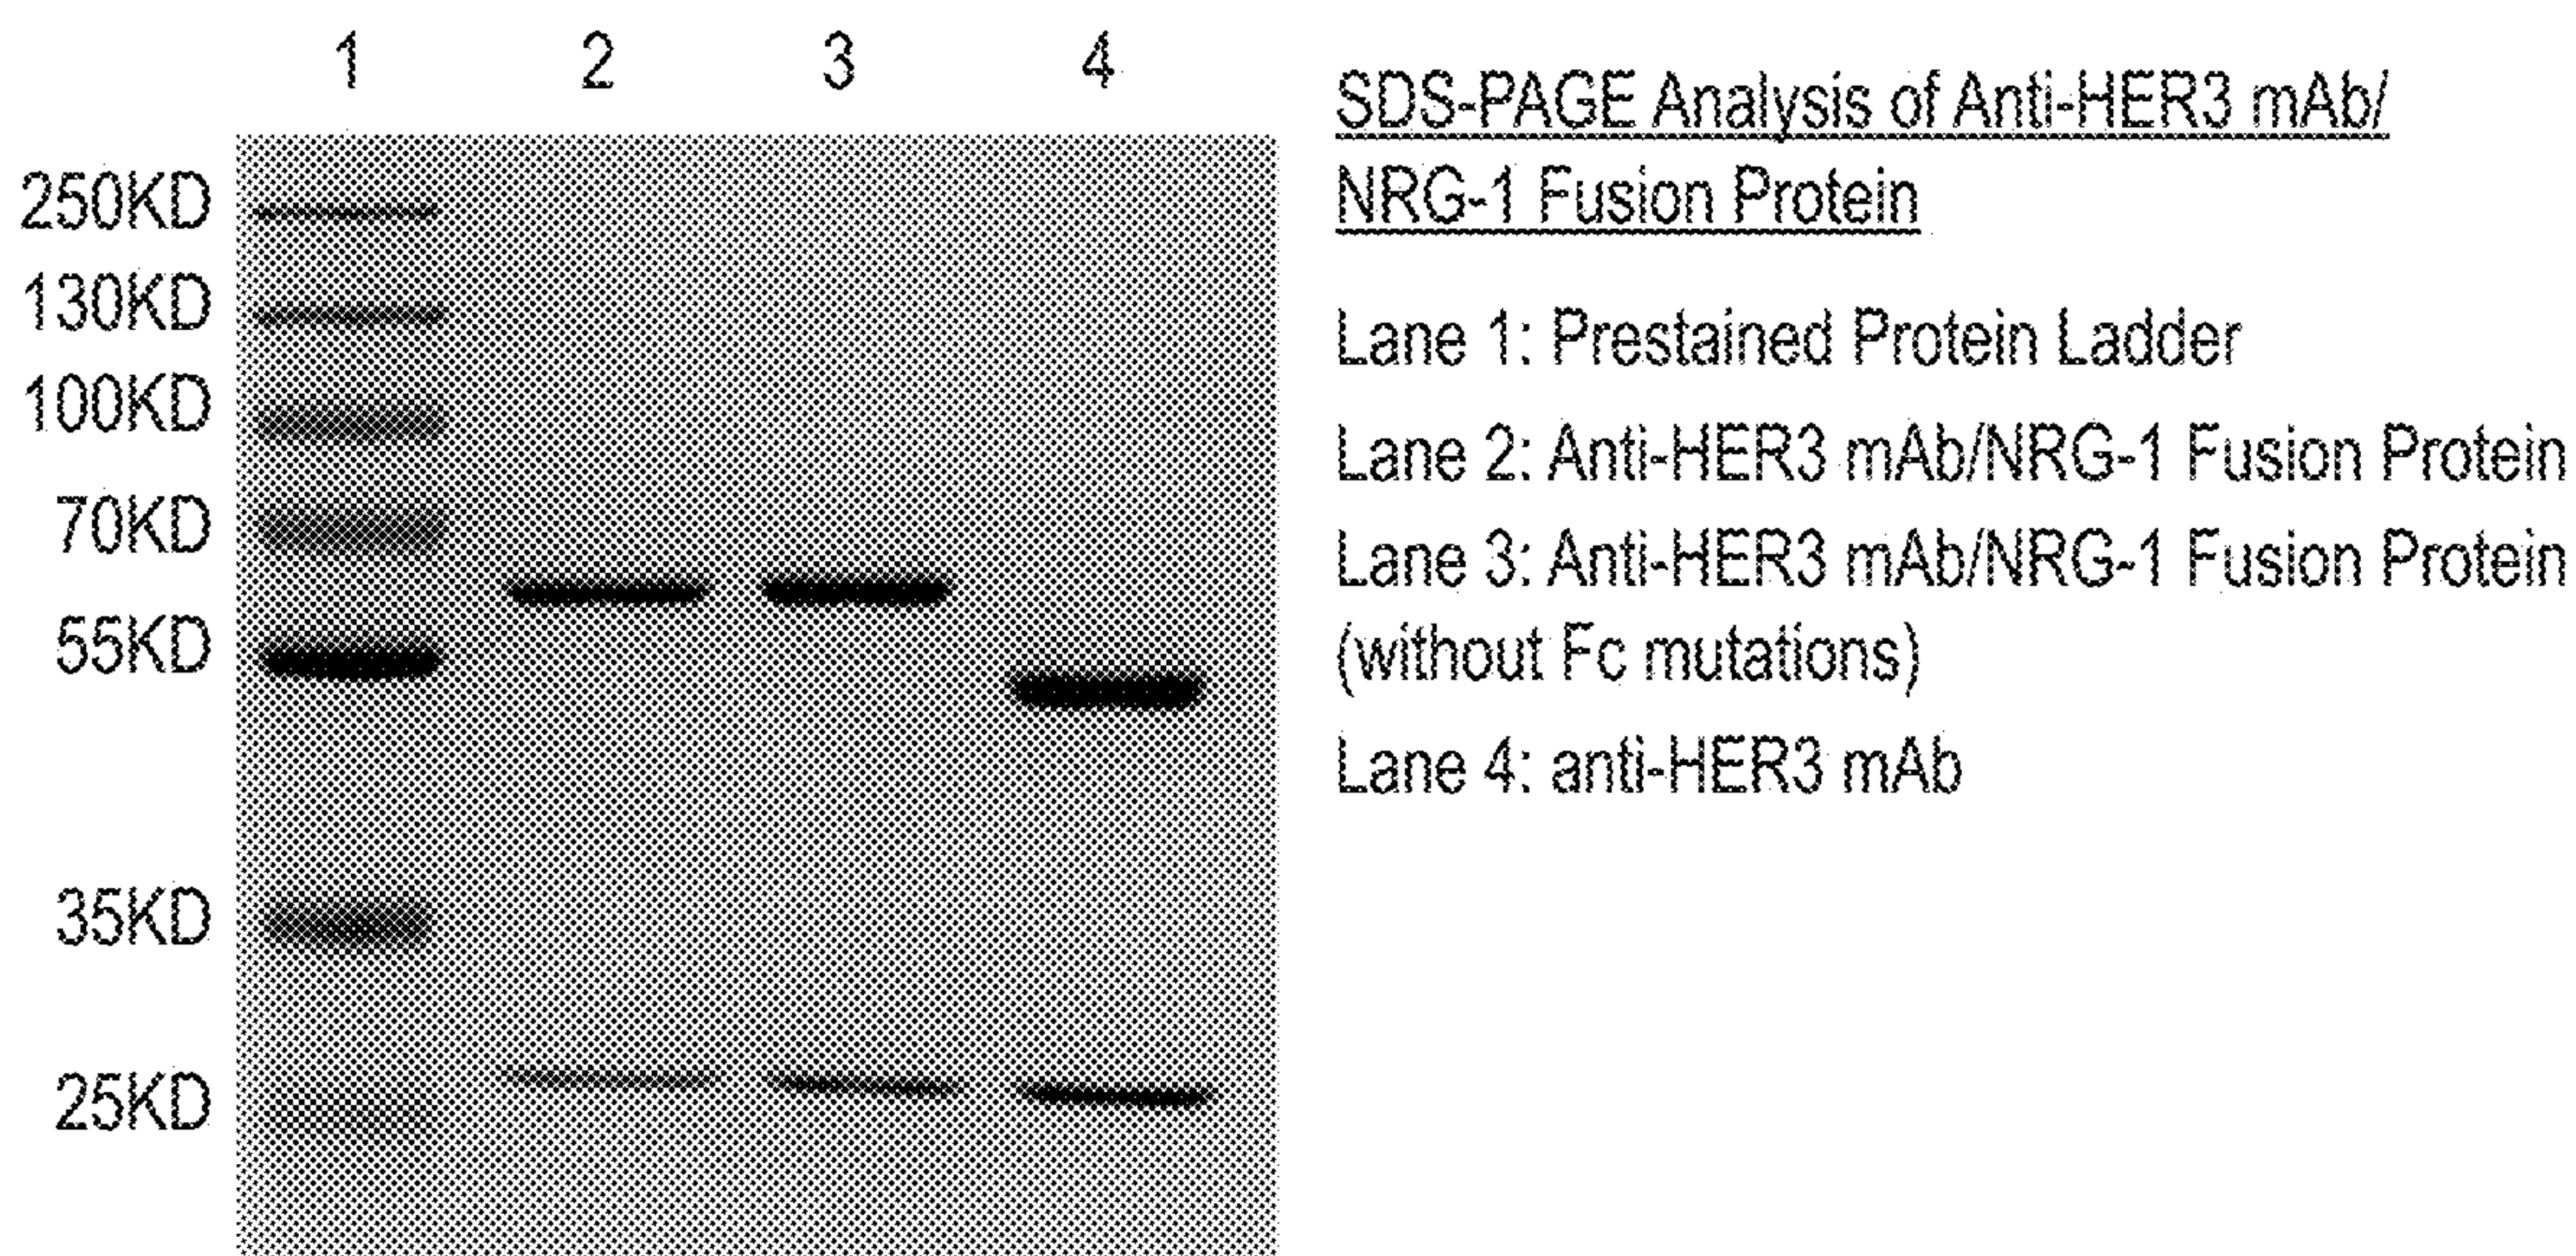 1 2 3 4
250KD
130KD
100KD
70KD
55KD
35KD
25KD
SDS-PAGE Analysis of Anti-HER3 mAb/
NRG-1 Fusion Protein
Lane 1: Prestained Protein Ladder
Lane 2: Anti-HER3 mAb/NRG-1 Fusion Protein
Lane 3: Anti-HER3 mAb/NRG-1 Fusion Protein
(without Fc mutations)
Lane 4: anti-HER3 mAb